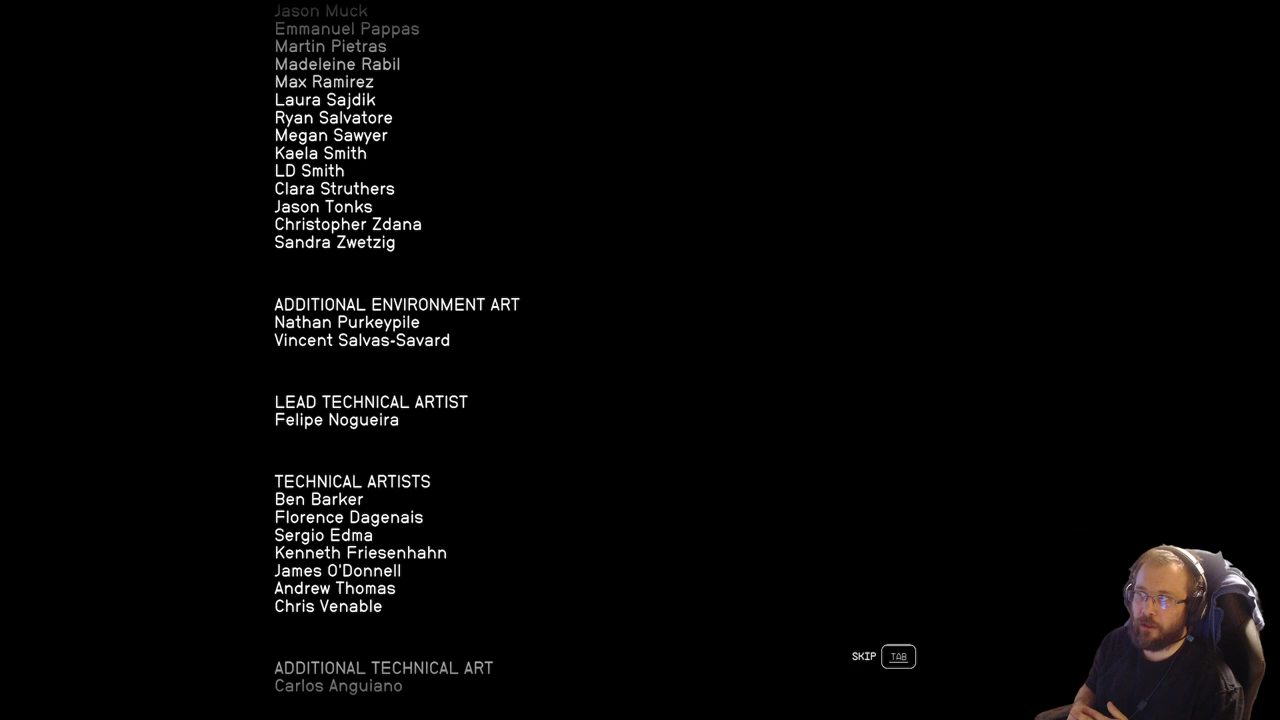 Jason Muck
Emmanuel Pappas
Martin Pietras
Madeleine Rabil
Max Ramirez
Laura Sajdik
Ryan Salvatore
Megan Sawyer
Kaela Smith
LD Smith
Clara Struthers
Jason Tonks
Christopher Zdana
Sandra Zwetzig
ADDITIONAL ENVIRONMENT ART
Nathan Purkeypile
Vincent Salvas-Savard
LEAD TECHNICAL ARTIST
Felipe Nogueira
TECHNICAL ARTISTS
Ben Barker
Florence Dagenais
Sergio Edma
Kenneth Friesenhahn
James O'Donnell
Andrew Thomas
Chris Venable
SKIP TAB
ADDITIONAL TECHNICAL ART
Carlos Anguiano